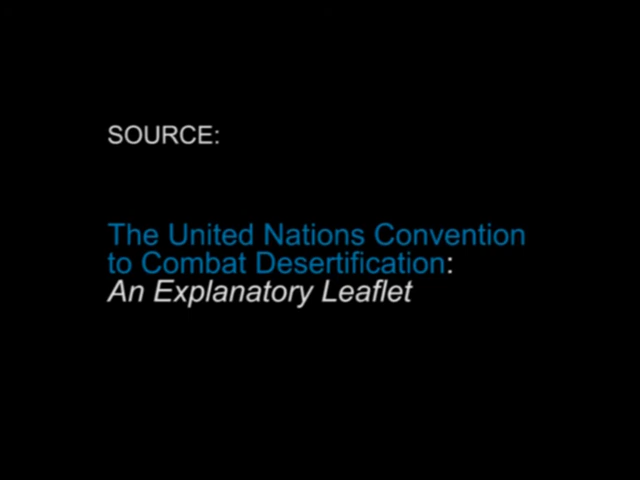 SOURCE:
The United Nations Convention
to Combat Desertification:
An Explanatory Leaflet